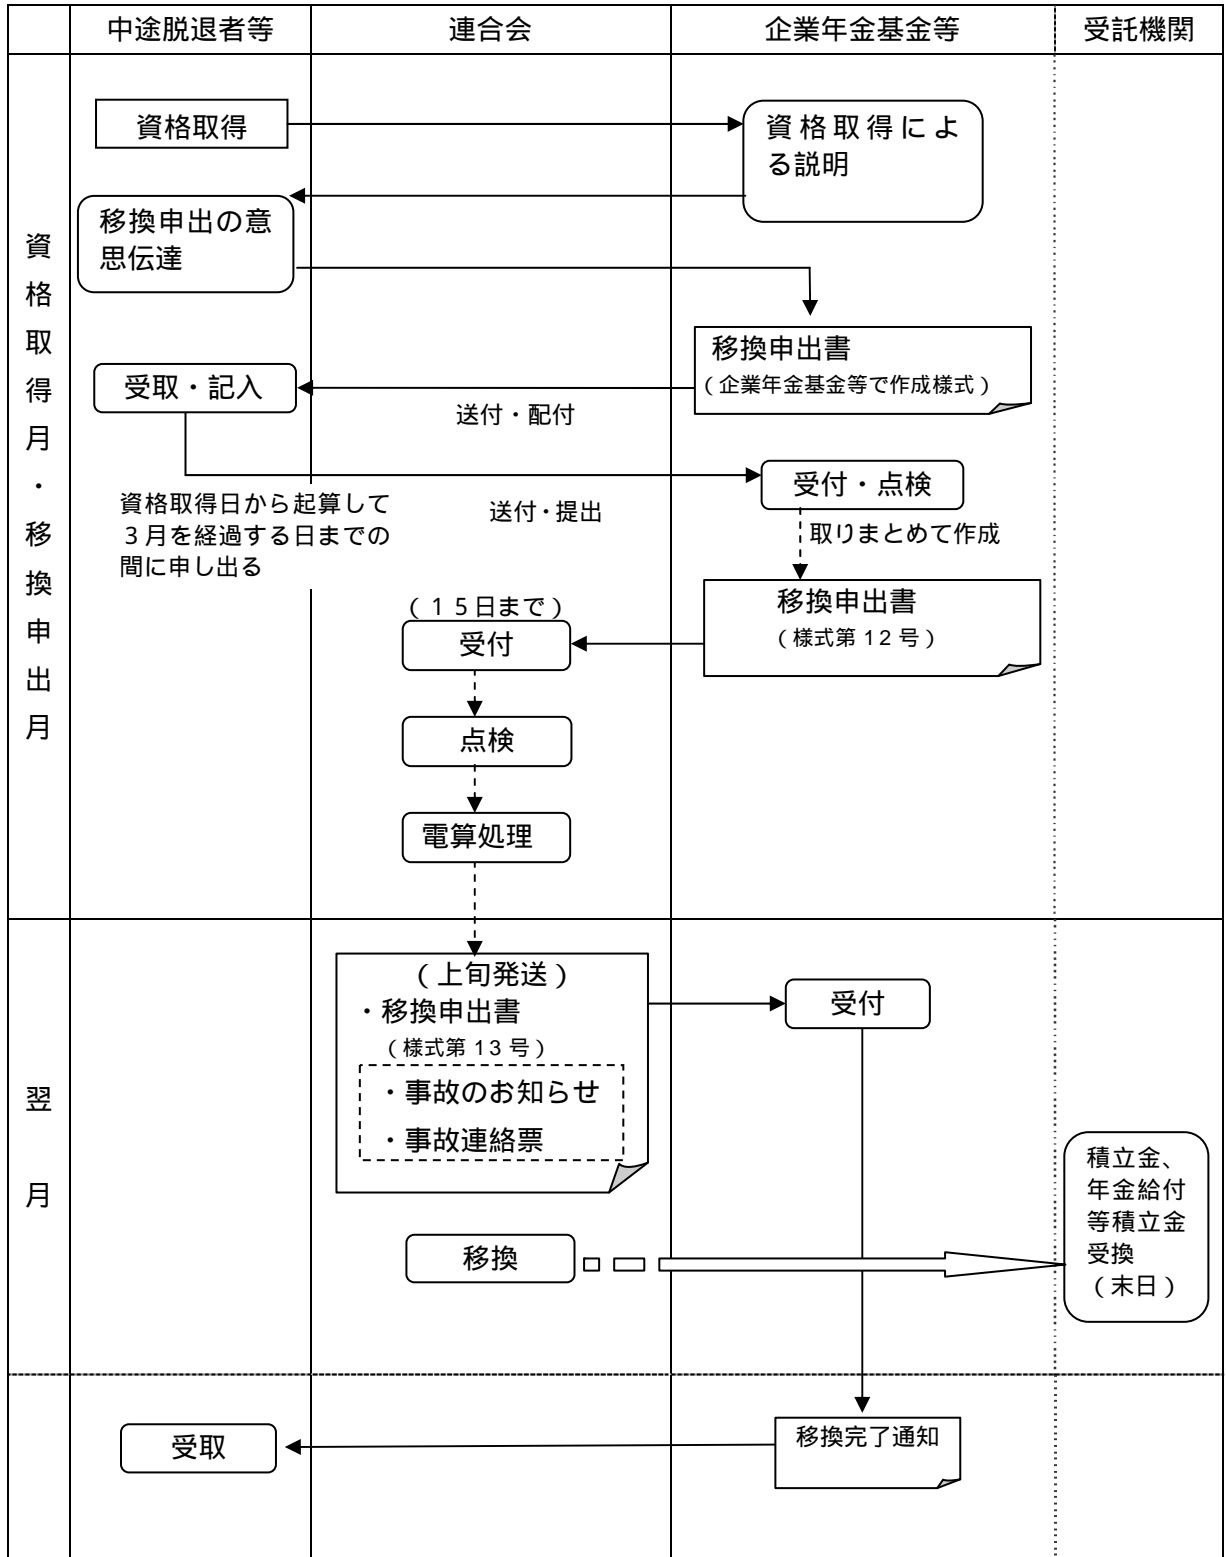 中途脱退者等
連合会
企業年金基金等
受託機関
資格取得月・移換申出月
資格取得
資格取得によ
る説明
移換申出の意
思伝達
移換申出書
（企業年金基金等で作成様式）
受取・記入
送付・配付
受付・点検
資格取得日から起算して
３月を経過する日までの
間に申し出る
送付・提出
取りまとめて作成
移換申出書
（様式第12号）
（１５日まで）
受付
点検
電算処理
翌月
（上旬発送）
・移換申出書
（様式第13号）
・事故のお知らせ
・事故連絡票
受付
積立金、
年金給付
等積立金
受換
（末日）
移換
移換完了通知
受取